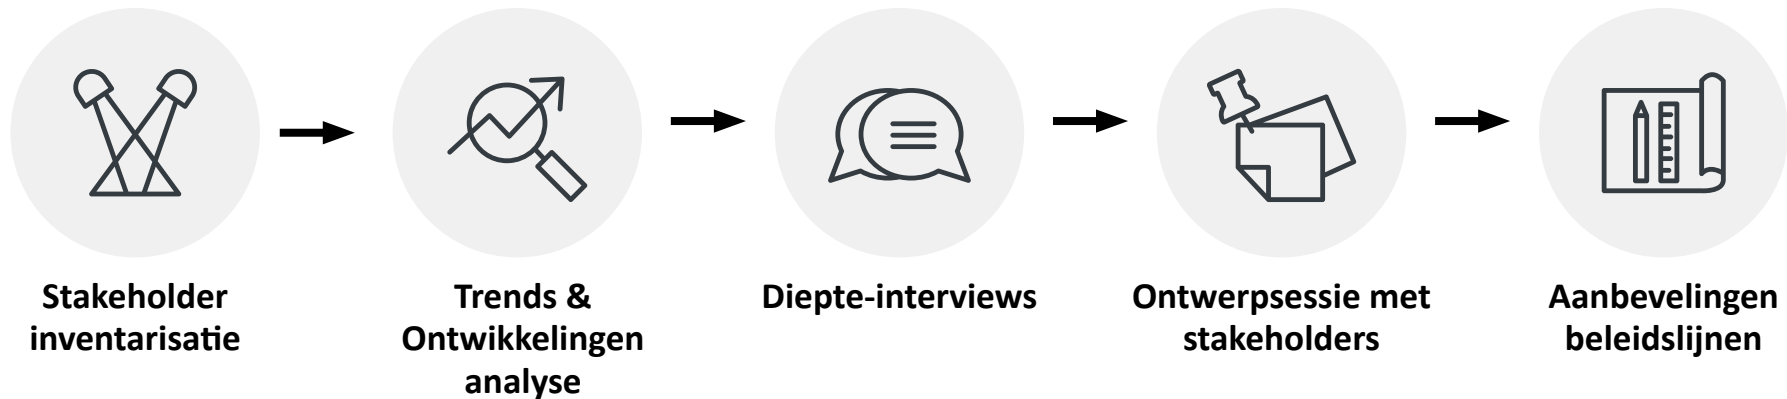 Stakeholder
inventarisatie
Trends &
Ontwikkelingen
analyse
Diepte-interviews
Ontwerpsessie met
stakeholders
Aanbevelingen
beleidslijnen